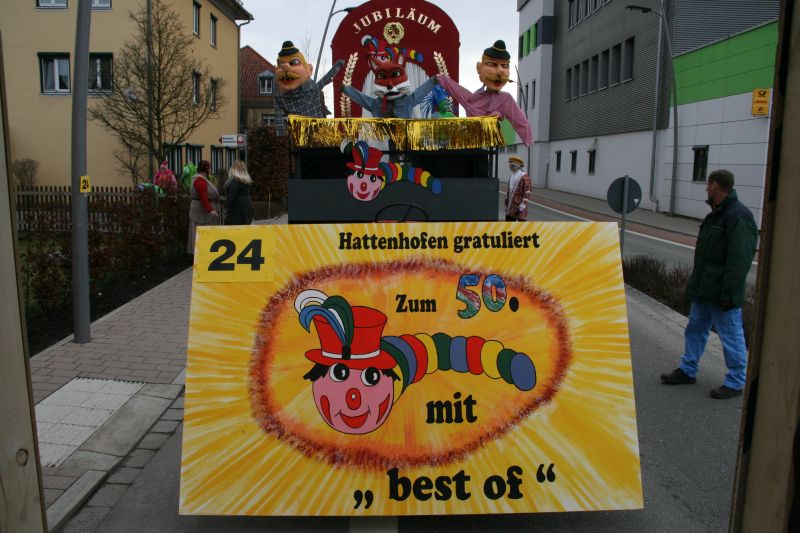 JUBILÄUM
24
Hattenhofen gratuliert
Zum 50.
mit
„ best of “